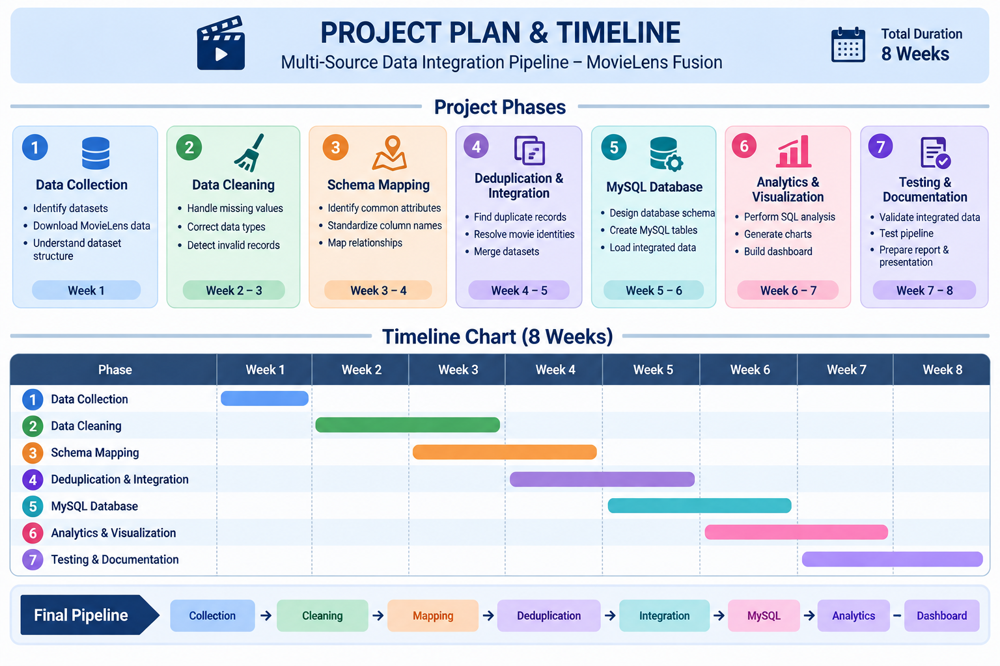 PROJECT PLAN & TIMELINE
Multi-Source Data Integration Pipeline – MovieLens Fusion
Total Duration
8 Weeks
Project Phases
1
Data Collection
• Identify datasets
• Download MovieLens data
• Understand dataset
structure
Week 1
2
Data Cleaning
• Handle missing values
• Correct data types
• Detect invalid records
Week 2 – 3
3
Schema Mapping
• Identify common attributes
• Standardize column names
• Map relationships
Week 3 – 4
4
Deduplication &
Integration
• Find duplicate records
• Resolve movie identities
• Merge datasets
Week 4 – 5
5
MySQL Database
• Design database schema
• Create MySQL tables
• Load integrated data
Week 5 – 6
6
Analytics &
Visualization
• Perform SQL analysis
• Generate charts
• Build dashboard
Week 6 – 7
7
Testing &
Documentation
• Validate integrated data
• Test pipeline
• Prepare report &
presentation
Week 7 – 8
Timeline Chart (8 Weeks)
Phase Week 1 Week 2 Week 3 Week 4 Week 5 Week 6 Week 7 Week 8
1 Data Collection
2 Data Cleaning
3 Schema Mapping
4 Deduplication & Integration
5 MySQL Database
6 Analytics & Visualization
7 Testing & Documentation
Final Pipeline Collection → Cleaning → Mapping → Deduplication → Integration → MySQL → Analytics – Dashboard